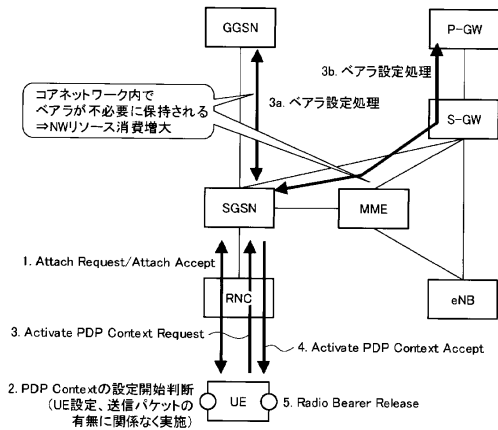 GGSN
P-GW
3b. ベアラ設定処理
コアネットワーク内で
ベアラが不必要に保持される
⇒NWリソース消費増大
3a. ベアラ設定処理
S-GW
SGSN
MME
1. Attach Request/Attach Accept
RNC
eNB
3. Activate PDP Context Request
4. Activate PDP Context Accept
2. PDP Contextの設定開始判断
(UE設定、送信パケットの
有無に関係なく実施)
UE
5. Radio Bearer Release